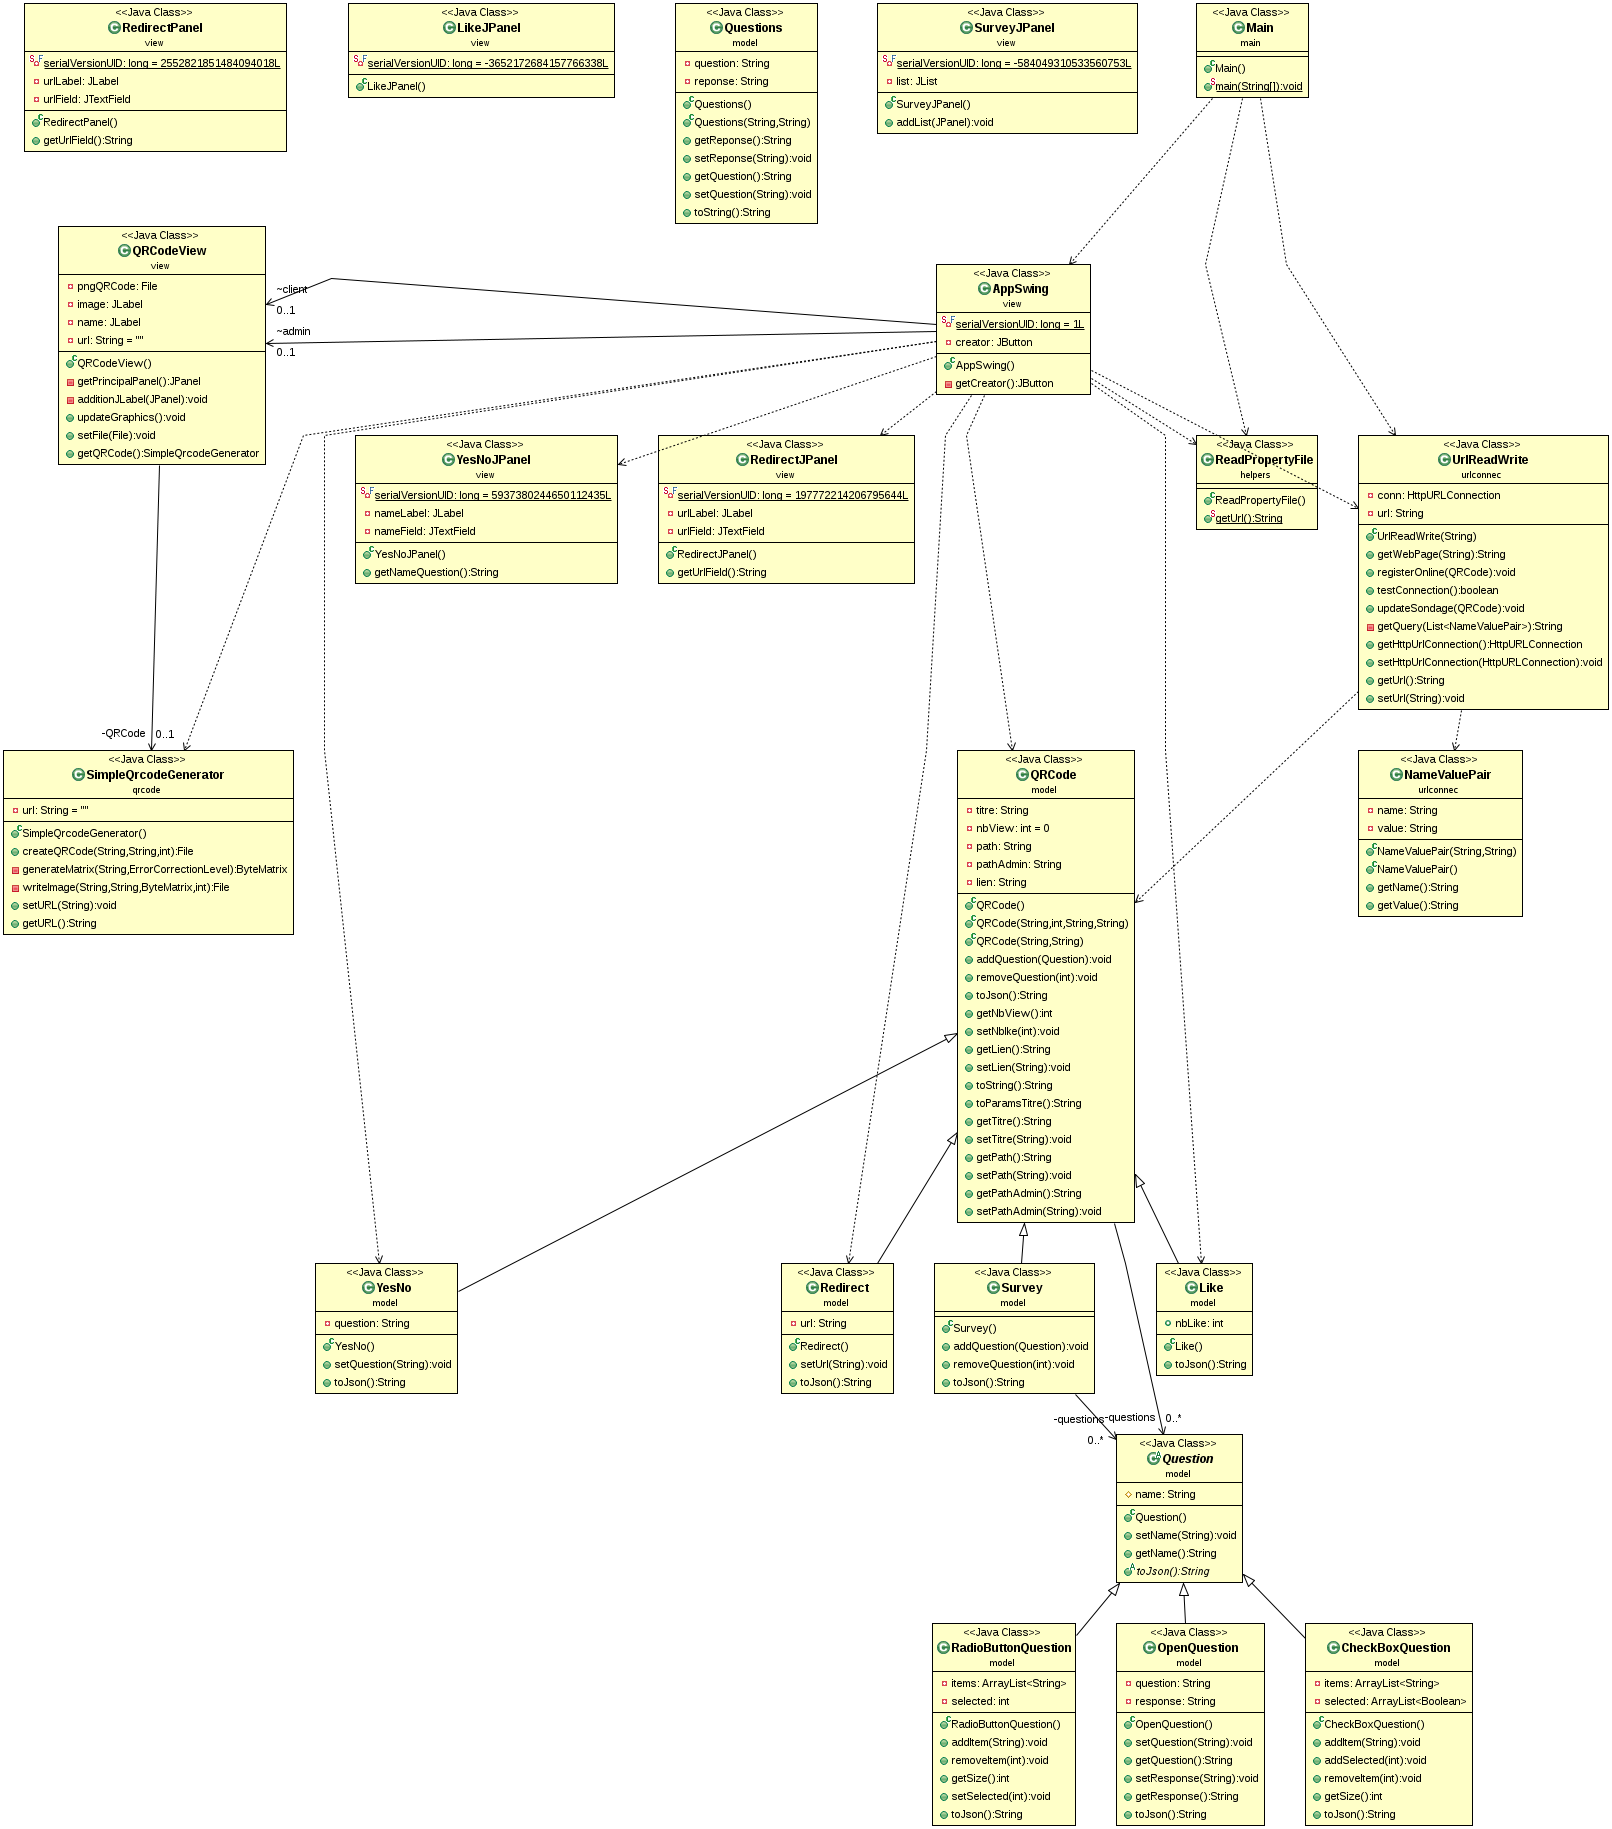 <<Java Class>>
RedirectPanel
view
serialVersionUID: long = 2552821851484094018L
urlLabel: JLabel
urlField: JTextField
RedirectPanel()
getUrlField():String
<<Java Class>>
LikeJPanel
view
serialVersionUID: long = -3652172684157766338L
LikeJPanel()
<<Java Class>>
Questions
model
question: String
reponse: String
Questions()
Questions(String,String)
getReponse():String
setReponse(String):void
getQuestion():String
setQuestion(String):void
toString():String
<<Java Class>>
SurveyJPanel
view
serialVersionUID: long = -584049310533560753L
list: JList
SurveyJPanel()
addList(JPanel):void
<<Java Class>>
Main
main
Main()
main(String[]):void
<<Java Class>>
QRCodeView
view
pngQRCode: File
image: JLabel
name: JLabel
url: String = ""
QRCodeView()
getPrincipalPanel():JPanel
additionJLabel(JPanel):void
updateGraphics():void
setFile(File):void
getQRCode():SimpleQrcodeGenerator
~client
0..1
~admin
0..1
<<Java Class>>
AppSwing
view
serialVersionUID: long = 1L
creator: JButton
AppSwing()
getCreator():JButton
<<Java Class>>
YesNoJPanel
view
serialVersionUID: long = 5937380244650112435L
nameLabel: JLabel
nameField: JTextField
YesNoJPanel()
getNameQuestion():String
<<Java Class>>
RedirectJPanel
view
serialVersionUID: long = 197772214206795644L
urlLabel: JLabel
urlField: JTextField
RedirectJPanel()
getUrlField():String
<<Java Class>>
ReadPropertyFile
helpers
ReadPropertyFile()
getUrl():String
<<Java Class>>
UrlReadWrite
urlconnec
conn: HttpURLConnection
url: String
UrlReadWrite(String)
getWebPage(String):String
registerOnline(QRCode):void
testConnection():boolean
updateSondage(QRCode):void
getQuery(List<NameValuePair>):String
getHttpUrlConnection():HttpURLConnection
setHttpUrlConnection(HttpURLConnection):void
getUrl():String
setUrl(String):void
-QRCode
0..1
<<Java Class>>
SimpleQrcodeGenerator
qrcode
url: String = ""
SimpleQrcodeGenerator()
createQRCode(String,String,int):File
generateMatrix(String,ErrorCorrectionLevel):ByteMatrix
writeImage(String,String,ByteMatrix,int):File
setURL(String):void
getURL():String
<<Java Class>>
QRCode
model
titre: String
nbView: int = 0
path: String
pathAdmin: String
lien: String
QRCode()
QRCode(String,int,String,String)
QRCode(String,String)
addQuestion(Question):void
removeQuestion(int):void
toJson():String
getNbView():int
setNbIke(int):void
getLien():String
setLien(String):void
toString():String
toParamsTitre():String
getTitre():String
setTitre(String):void
getPath():String
setPath(String):void
getPathAdmin():String
setPathAdmin(String):void
<<Java Class>>
NameValuePair
urlconnec
name: String
value: String
NameValuePair(String,String)
NameValuePair()
getName():String
getValue():String
<<Java Class>>
YesNo
model
question: String
YesNo()
setQuestion(String):void
toJson():String
<<Java Class>>
Redirect
model
url: String
Redirect()
setUrl(String):void
toJson():String
<<Java Class>>
Survey
model
Survey()
addQuestion(Question):void
removeQuestion(int):void
toJson():String
<<Java Class>>
Like
model
nbLike: int
Like()
toJson():String
-questions
0..*
-questions
0..*
<<Java Class>>
Question
model
name: String
Question()
setName(String):void
getName():String
toJson():String
<<Java Class>>
RadioButtonQuestion
model
items: ArrayList<String>
selected: int
RadioButtonQuestion()
addItem(String):void
removeItem(int):void
getSize():int
setSelected(int):void
toJson():String
<<Java Class>>
OpenQuestion
model
question: String
response: String
OpenQuestion()
setQuestion(String):void
getQuestion():String
setResponse(String):void
getResponse():String
toJson():String
<<Java Class>>
CheckBoxQuestion
model
items: ArrayList<String>
selected: ArrayList<Boolean>
CheckBoxQuestion()
addItem(String):void
addSelected(int):void
removeItem(int):void
getSize():int
toJson():String